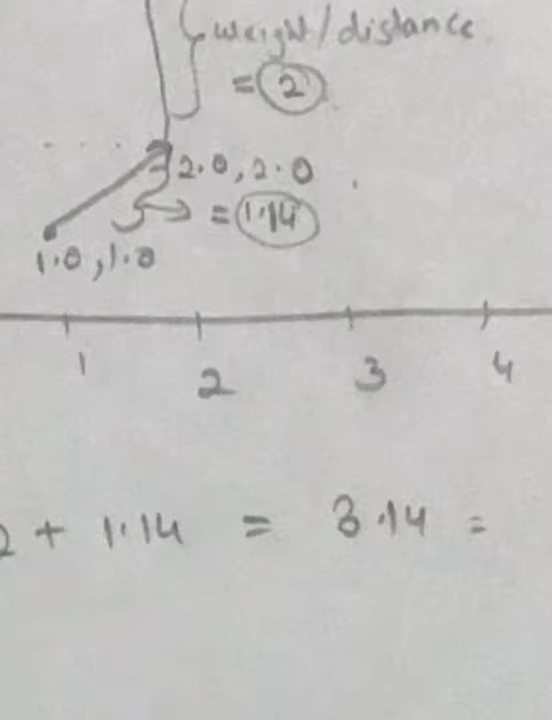 weight/distance
= 2
2.0, 2.0
= 1.14
1.0, 1.0
1 2 3 4
2 + 1.14 = 3.14 =